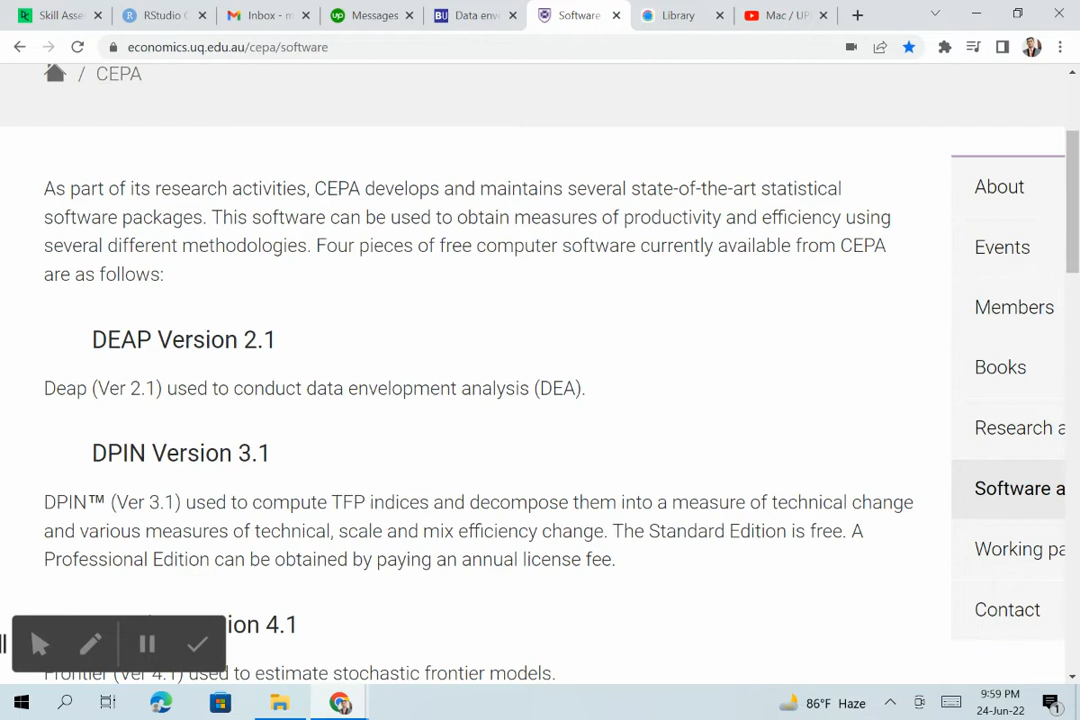 Skill Asse
RStudio C
Inbox - m
Messages
BU
Data env
Software
Library
Mac / UP
economics.uq.edu.au/cepa/software
/ CEPA
As part of its research activities, CEPA develops and maintains several state-of-the-art statistical
software packages. This software can be used to obtain measures of productivity and efficiency using
several different methodologies. Four pieces of free computer software currently available from CEPA
are as follows:
DEAP Version 2.1
Deap (Ver 2.1) used to conduct data envelopment analysis (DEA).
DPIN Version 3.1
DPIN™ (Ver 3.1) used to compute TFP indices and decompose them into a measure of technical change
and various measures of technical, scale and mix efficiency change. The Standard Edition is free. A
Professional Edition can be obtained by paying an annual license fee.
ion 4.1
Frontier (Ver 4.1) used to estimate stochastic frontier models.
About
Events
Members
Books
Research a
Software a
Working pa
Contact
86°F Haze
9:59 PM
24-Jun-22
1